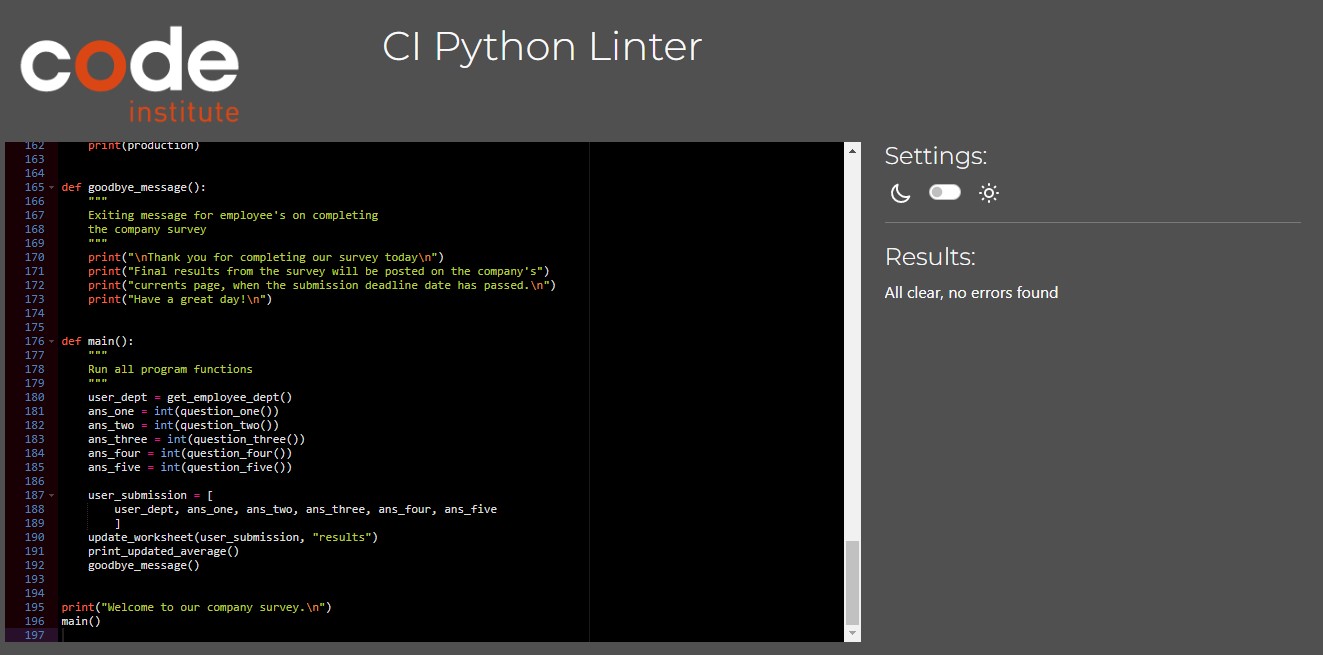 code
institute
CI Python Linter
162     print(production)
163
164
165 def goodbye_message():
166     """
167     Exiting message for employee's on completing
168     the company survey
169     """
170     print("\nThank you for completing our survey today\n")
171     print("Final results from the survey will be posted on the company's")
172     print("currents page, when the submission deadline date has passed.\n")
173     print("Have a great day!\n")
174
175
176 def main():
177     """
178     Run all program functions
179     """
180     user_dept = get_employee_dept()
181     ans_one = int(question_one())
182     ans_two = int(question_two())
183     ans_three = int(question_three())
184     ans_four = int(question_four())
185     ans_five = int(question_five())
186
187     user_submission = [
188         user_dept, ans_one, ans_two, ans_three, ans_four, ans_five
189         ]
190     update_worksheet(user_submission, "results")
191     print_updated_average()
192     goodbye_message()
193
194
195 print("Welcome to our company survey.\n")
196 main()
197
Settings:
Results:
All clear, no errors found